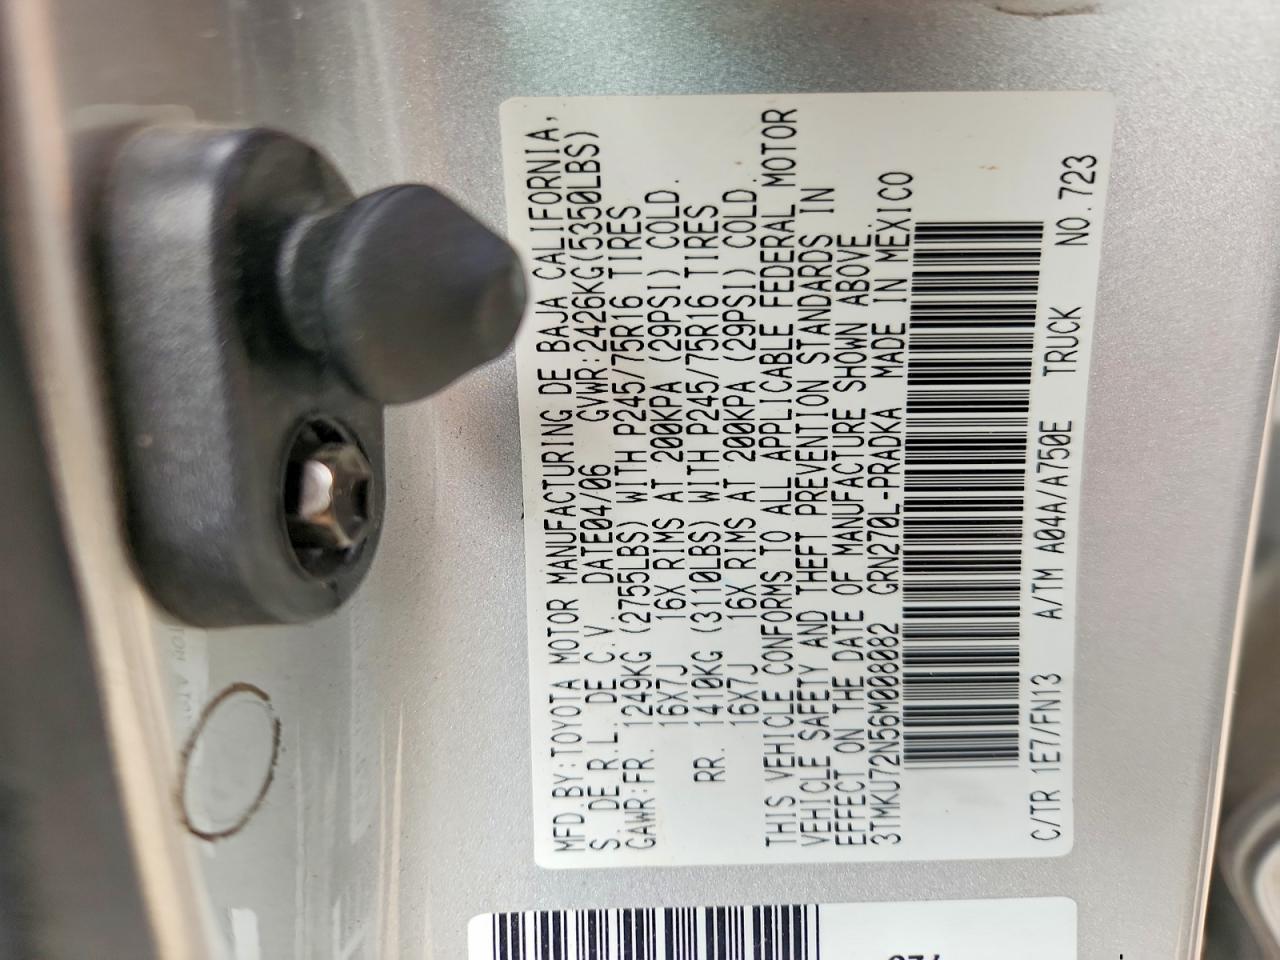 MFD.BY:TOYOTA MOTOR MANUFACTURING DE BAJA CALIFORNIA,
S. DE R.L. DE C.V. DATE04/06 GVWR:2426KG(5350LBS)
GAWR:FR. 1249KG (2755LBS) WITH P245/75R16 TIRES
16X7J 16X RIMS AT 200KPA (29PSI) COLD.
RR. 1410KG (3110LBS) WITH P245/75R16 TIRES
16X7J 16X RIMS AT 200KPA (29PSI) COLD.
THIS VEHICLE CONFORMS TO ALL APPLICABLE FEDERAL MOTOR
VEHICLE SAFETY AND THEFT PREVENTION STANDARDS IN
EFFECT ON THE DATE OF MANUFACTURE SHOWN ABOVE.
3TMKU72N56M008082 GRN270L-PRADKA MADE IN MEXICO
C/TR 1E7/FN13 A/TM A04A/A750E TRUCK NO.723